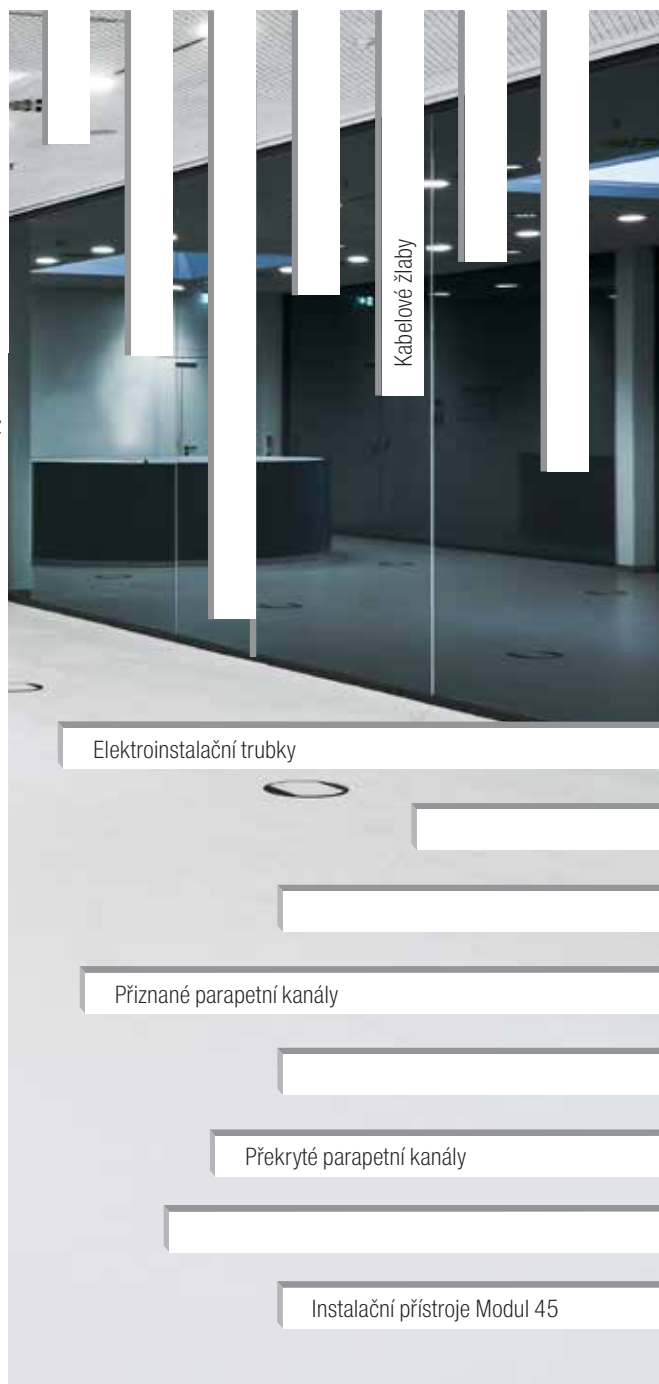 Kabelové žlaby
Elektroinstalační trubky
Přiznané parapetní kanály
Překryté parapetní kanály
Instalační přístroje Modul 45